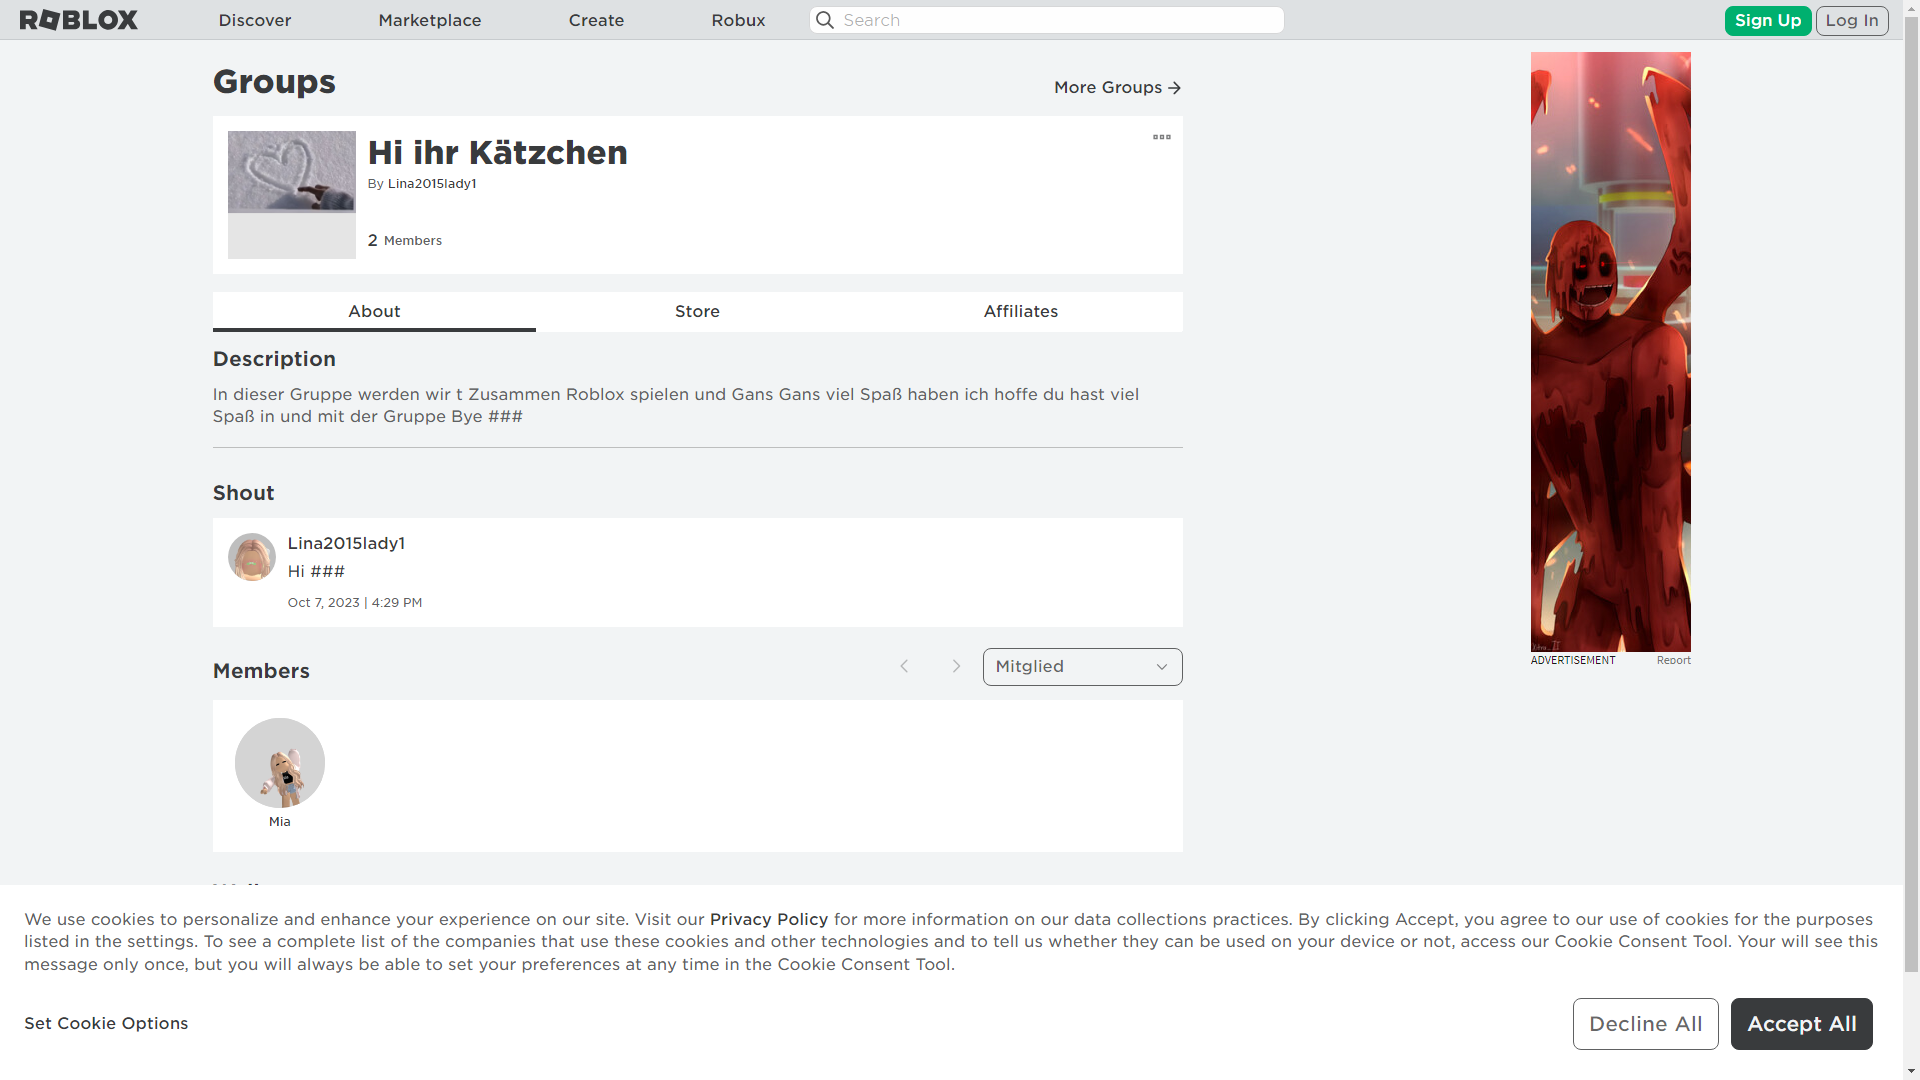 ROBLOX
Discover
Marketplace
Create
Robux
Search
Sign Up
Log In
Groups
More Groups
Hi ihr Kätzchen
By Lina2015lady1
2 Members
About
Store
Affiliates
Description
In dieser Gruppe werden wir t Zusammen Roblox spielen und Gans Gans viel Spaß haben ich hoffe du hast viel
Spaß in und mit der Gruppe Bye ###
Shout
Lina2015lady1
Hi ###
Oct 7, 2023 | 4:29 PM
Members
Mitglied
Mia
ADVERTISEMENT
Report
We use cookies to personalize and enhance your experience on our site. Visit our Privacy Policy for more information on our data collections practices. By clicking Accept, you agree to our use of cookies for the purposes
listed in the settings. To see a complete list of the companies that use these cookies and other technologies and to tell us whether they can be used on your device or not, access our Cookie Consent Tool. Your will see this
message only once, but you will always be able to set your preferences at any time in the Cookie Consent Tool.
Set Cookie Options
Decline All
Accept All